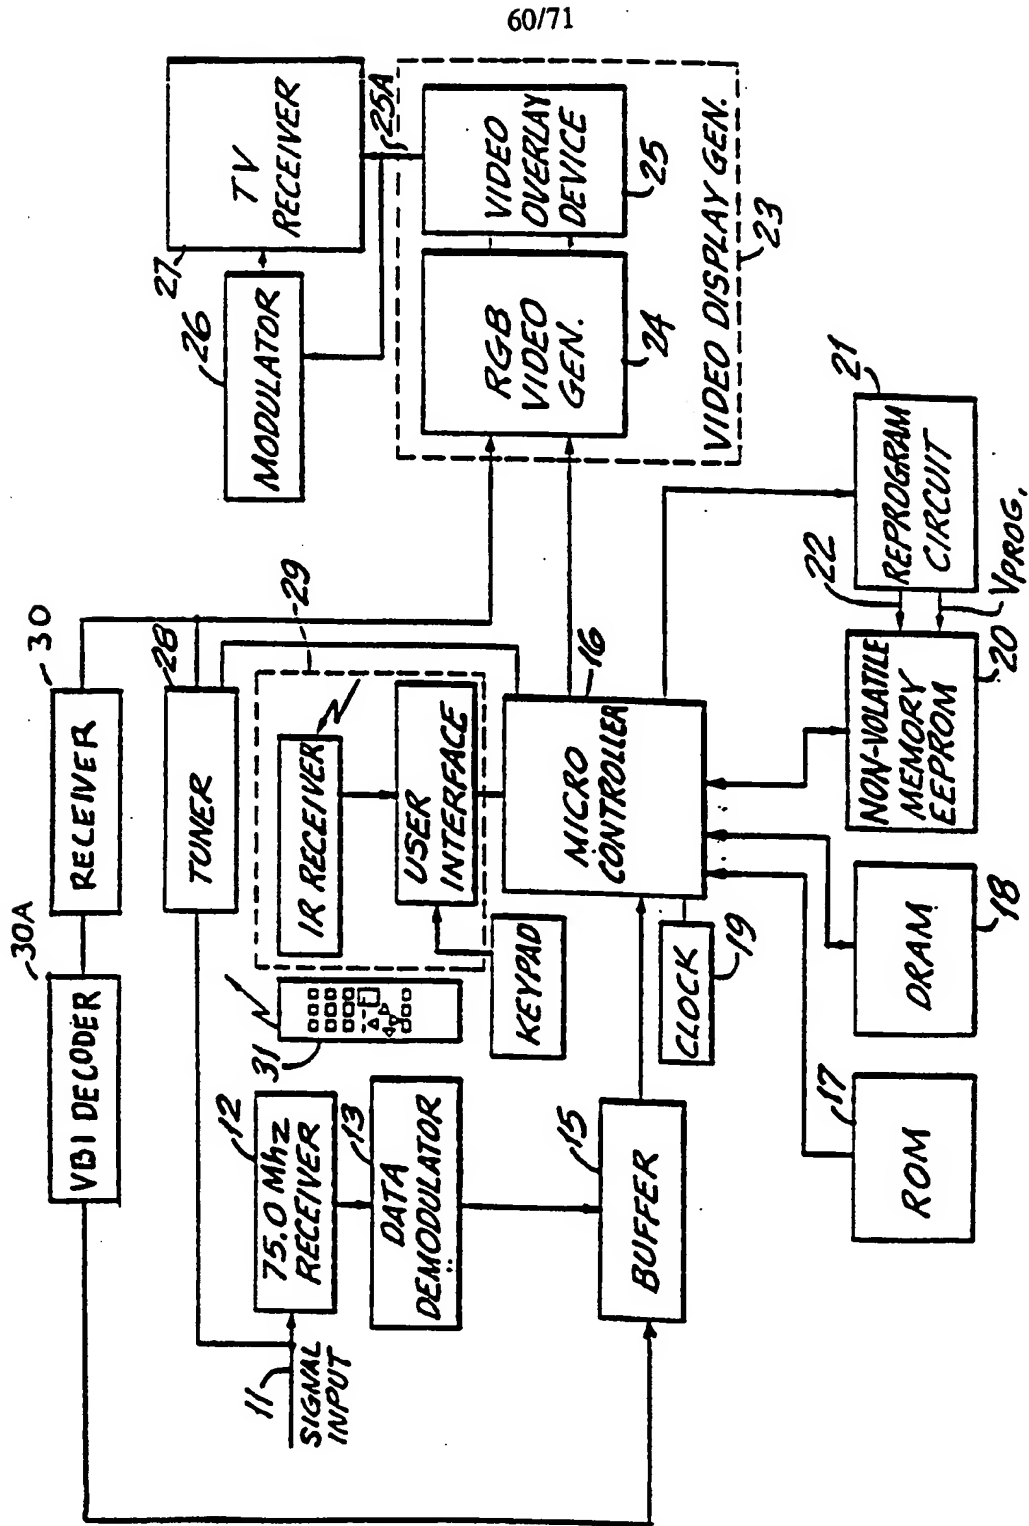 60/71
30A
VBI DECODER
30
RECEIVER
28
TUNER
11
SIGNAL
INPUT
12
75.0 Mhz
RECEIVER
13
DATA
DEMODULATOR
31
29
IR RECEIVER
USER
INTERFACE
KEYPAD
26
MODULATOR
27
TV
RECEIVER
25A
RGB
VIDEO
GEN.
24
VIDEO
OVERLAY
DEVICE
25
VIDEO DISPLAY GEN.
23
15
BUFFER
16
MICRO
CONTROLLER
CLOCK
19
17
ROM
DRAM
18
NON-VOLATILE
MEMORY
EEPROM
20
22
VPROG.
21
REPROGRAM
CIRCUIT